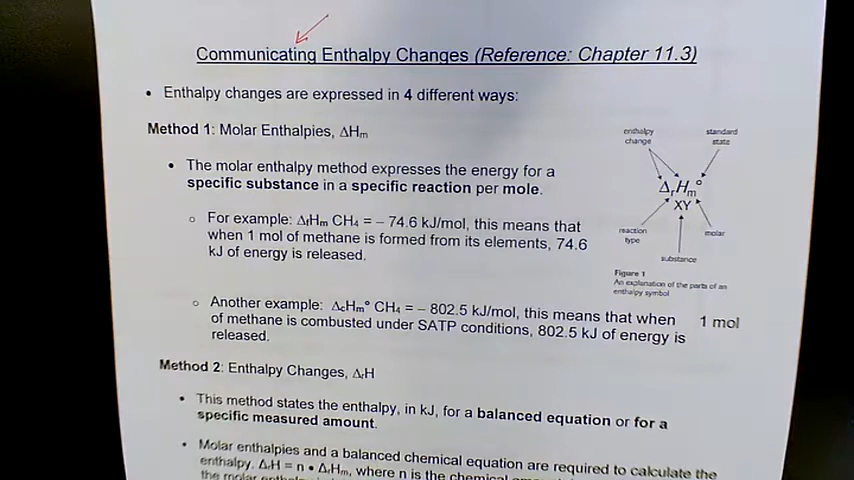 Communicating Enthalpy Changes (Reference: Chapter 11.3)
• Enthalpy changes are expressed in 4 different ways:
Method 1: Molar Enthalpies, ΔHm
• The molar enthalpy method expresses the energy for a
specific substance in a specific reaction per mole.
○ For example: ΔfHm CH4 = – 74.6 kJ/mol, this means that
when 1 mol of methane is formed from its elements, 74.6
kJ of energy is released.
enthalpy
change
standard
state
ΔrHm°
XY
reaction
type
molar
substance
Figure 1
An explanation of the parts of an
enthalpy symbol
○ Another example: ΔcHm° CH4 = – 802.5 kJ/mol, this means that when 1 mol
of methane is combusted under SATP conditions, 802.5 kJ of energy is
released.
Method 2: Enthalpy Changes, ΔrH
• This method states the enthalpy, in kJ, for a balanced equation or for a
specific measured amount.
• Molar enthalpies and a balanced chemical equation are required to calculate the
enthalpy. ΔrH = n • ΔrHm, where n is the chemical
the molar